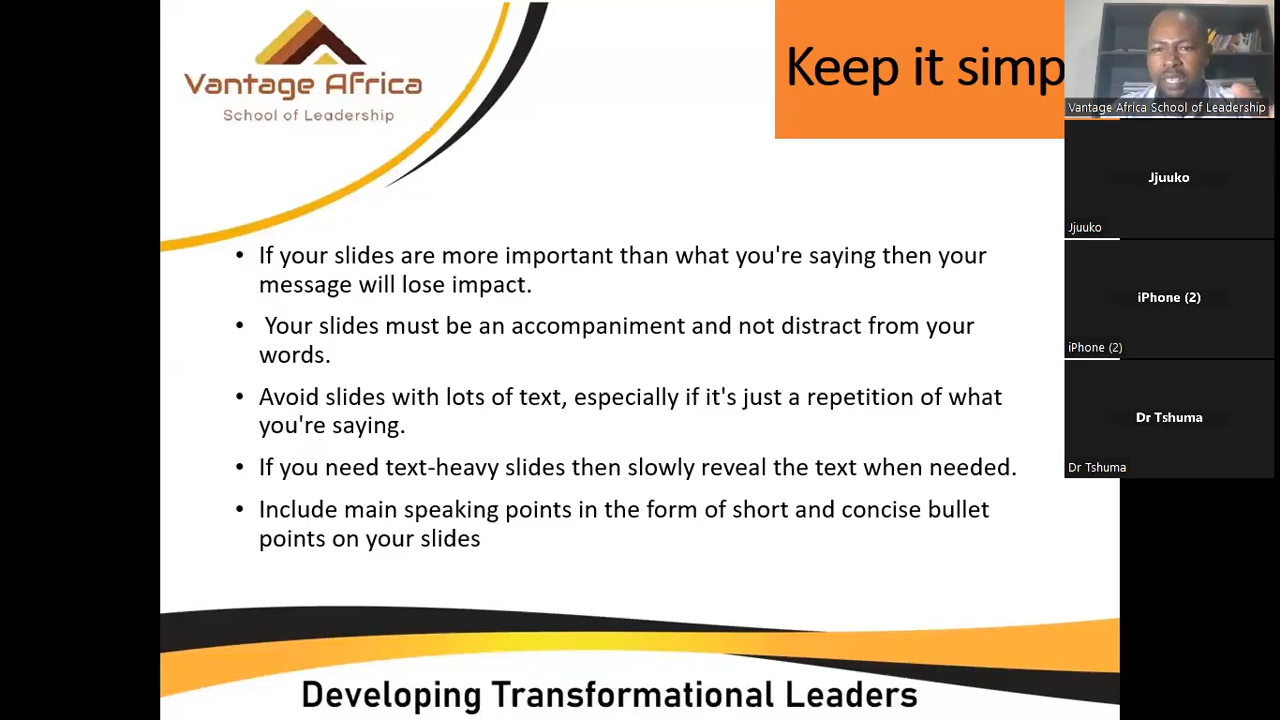 Vantage Africa
School of Leadership
Keep it simp
Vantage Africa School of Leadership
Jjuuko
Jjuuko
iPhone (2)
iPhone (2)
Dr Tshuma
Dr Tshuma
• If your slides are more important than what you're saying then your
message will lose impact.
• Your slides must be an accompaniment and not distract from your
words.
• Avoid slides with lots of text, especially if it's just a repetition of what
you're saying.
• If you need text-heavy slides then slowly reveal the text when needed.
• Include main speaking points in the form of short and concise bullet
points on your slides
Developing Transformational Leaders